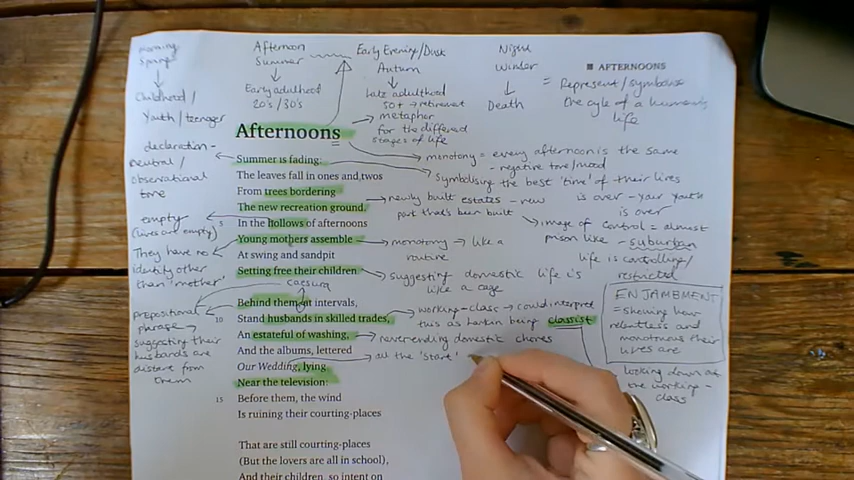 Morning
Spring
Childhood/
Youth/teenager
Afternoon
Summer
Early adulthood
20's/30's
Early Evening/Dusk
Autumn
Late adulthood
50+ → retirement
metaphor
for the different
stages of life
Night
Winter
Death
= Represent/symbolise
the cycle of a human's
life
■ AFTERNOONS
Afternoons
declaration -
neutral /
observational
tone
monotony = every afternoon is the same
- negative tone/mood
Symbolising the best 'time' of their lives
is over - your youth
is over
Summer is fading:
The leaves fall in ones and twos
From trees bordering
The new recreation ground.
5 In the hollows of afternoons
Young mothers assemble
At swing and sandpit
Setting free their children.
newly built estates - new
part that's been built
image of control = almost
prison like - suburban
life is controlling/
restricted
empty
(lives are empty)
They have no
identity other
than 'mother'
monotony → like a
routine
suggesting domestic life is
like a cage
caesura
Behind them, at intervals,
10 Stand husbands in skilled trades,
An estateful of washing,
And the albums, lettered
Our Wedding, lying
Near the television:
15 Before them, the wind
Is ruining their courting-places
prepositional
phrase →
suggesting their
husbands are
distant from
them
working-class → could interpret
this as Larkin being classist
never ending domestic chores
at the 'start'
ENJAMBMENT
= showing how
relentless and
monotonous their
lives are
looking down at
the working-
class
That are still courting-places
(But the lovers are all in school),
And their children, so intent on